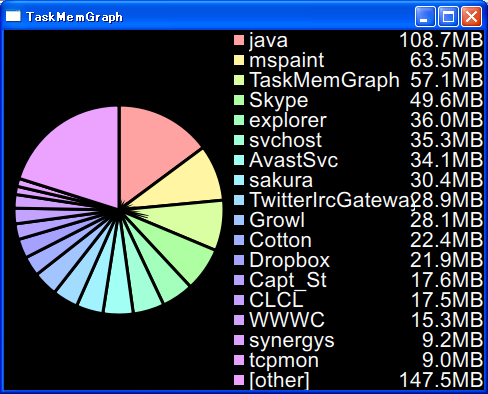 TaskMemGraph
java 108.7MB
mspaint 63.5MB
TaskMemGraph 57.1MB
Skype 49.6MB
explorer 36.0MB
svchost 35.3MB
AvastSvc 34.1MB
sakura 30.4MB
TwitterIrcGateway 28.9MB
Growl 28.1MB
Cotton 22.4MB
Dropbox 21.9MB
Capt_St 17.6MB
CLCL 17.5MB
WWWC 15.3MB
synergys 9.2MB
tcpmon 9.0MB
[other] 147.5MB